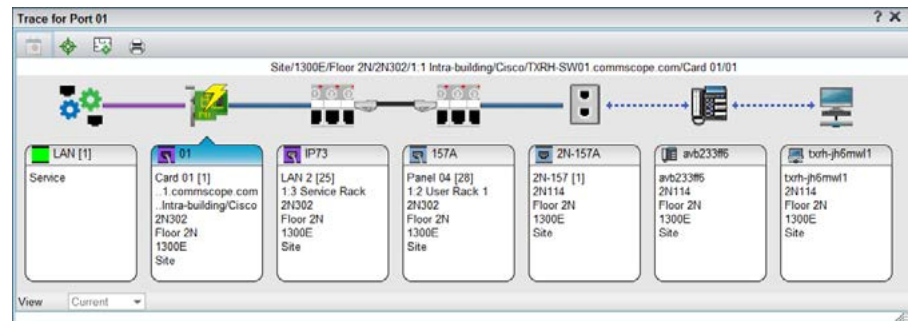 Trace for Port 01
? X
Site/1300E/Floor 2N/2N302/1:1 Intra-building/Cisco/TXRH-SW01.commscope.com/Card 01/01
LAN [1]
Service
01
Card 01 [1]
..1.commscope.com
..Intra-building/Cisco
2N302
Floor 2N
1300E
Site
IP73
LAN 2 [25]
1:3 Service Rack
2N302
Floor 2N
1300E
Site
157A
Panel 04 [28]
1:2 User Rack 1
2N302
Floor 2N
1300E
Site
2N-157A
2N-157 [1]
2N114
Floor 2N
1300E
Site
avb233ff6
avb233ff6
2N114
Floor 2N
1300E
Site
txrh-jh6mwl1
txrh-jh6mwl1
2N114
Floor 2N
1300E
Site
View
Current